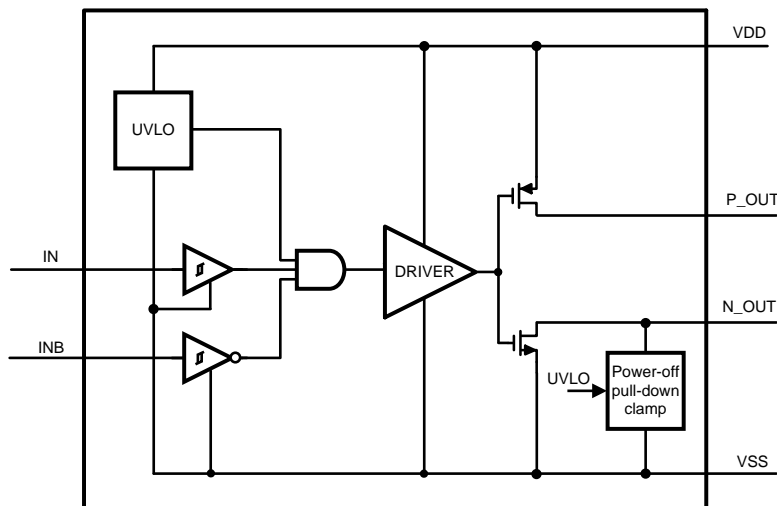 VDD
UVLO
P_OUT
IN
DRIVER
N_OUT
INB
UVLO
Power-off
pull-down
clamp
VSS